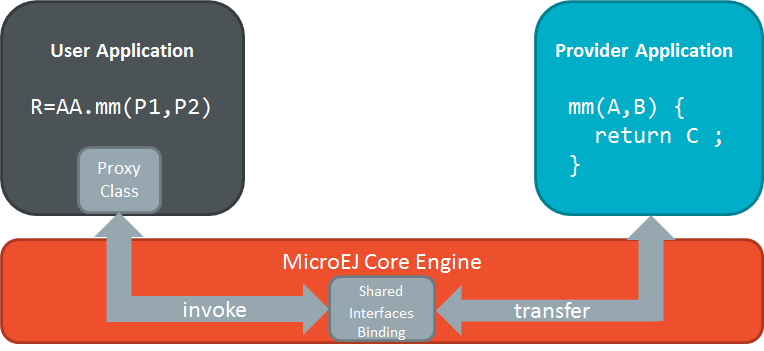 User Application
R=AA.mm(P1,P2)
Proxy
Class
Provider Application
mm(A,B) {
return C ;
}
MicroEJ Core Engine
invoke
Shared
Interfaces
Binding
transfer